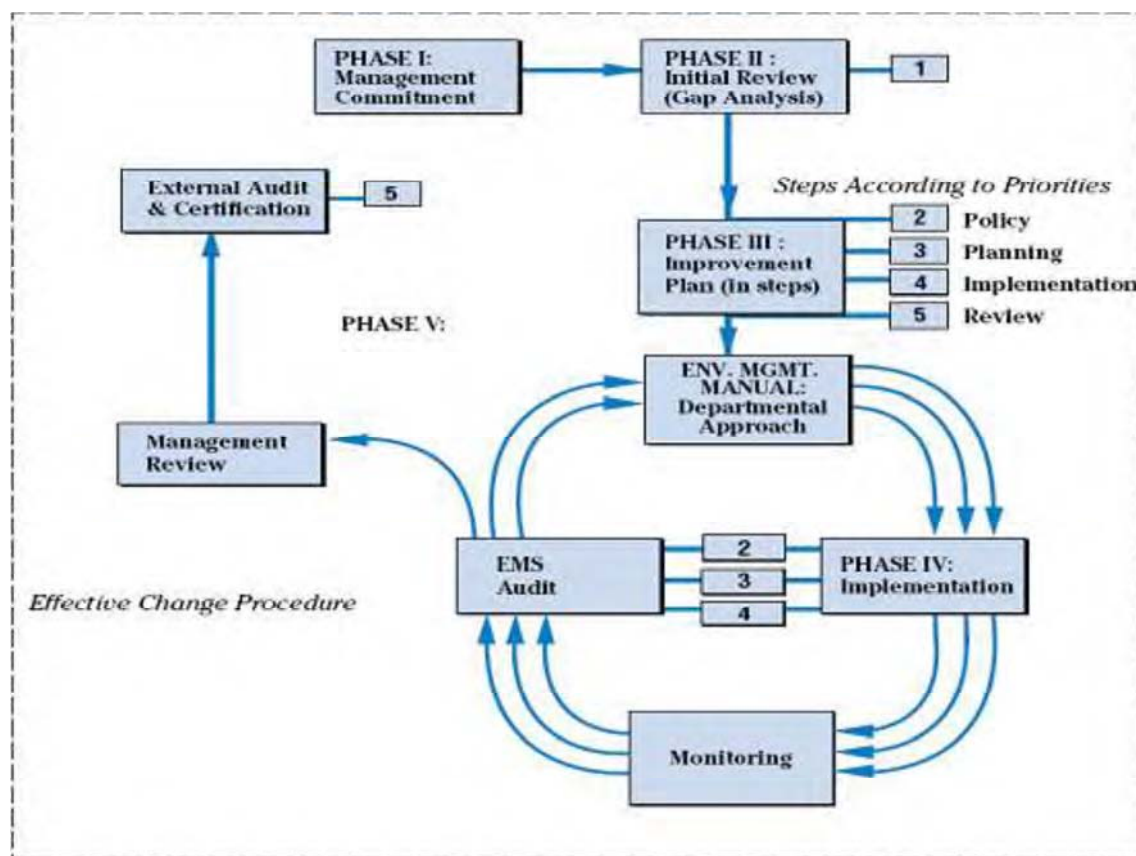 PHASE I:
Management
Commitment
PHASE II :
Initial Review
(Gap Analysis)
1
External Audit
& Certification
5
Steps According to Priorities
PHASE III :
Improvement
Plan (in steps)
2 Policy
3 Planning
4 Implementation
5 Review
PHASE V:
ENV. MGMT.
MANUAL:
Departmental
Approach
Management
Review
EMS
Audit
2
3
4
PHASE IV:
Implementation
Effective Change Procedure
Monitoring